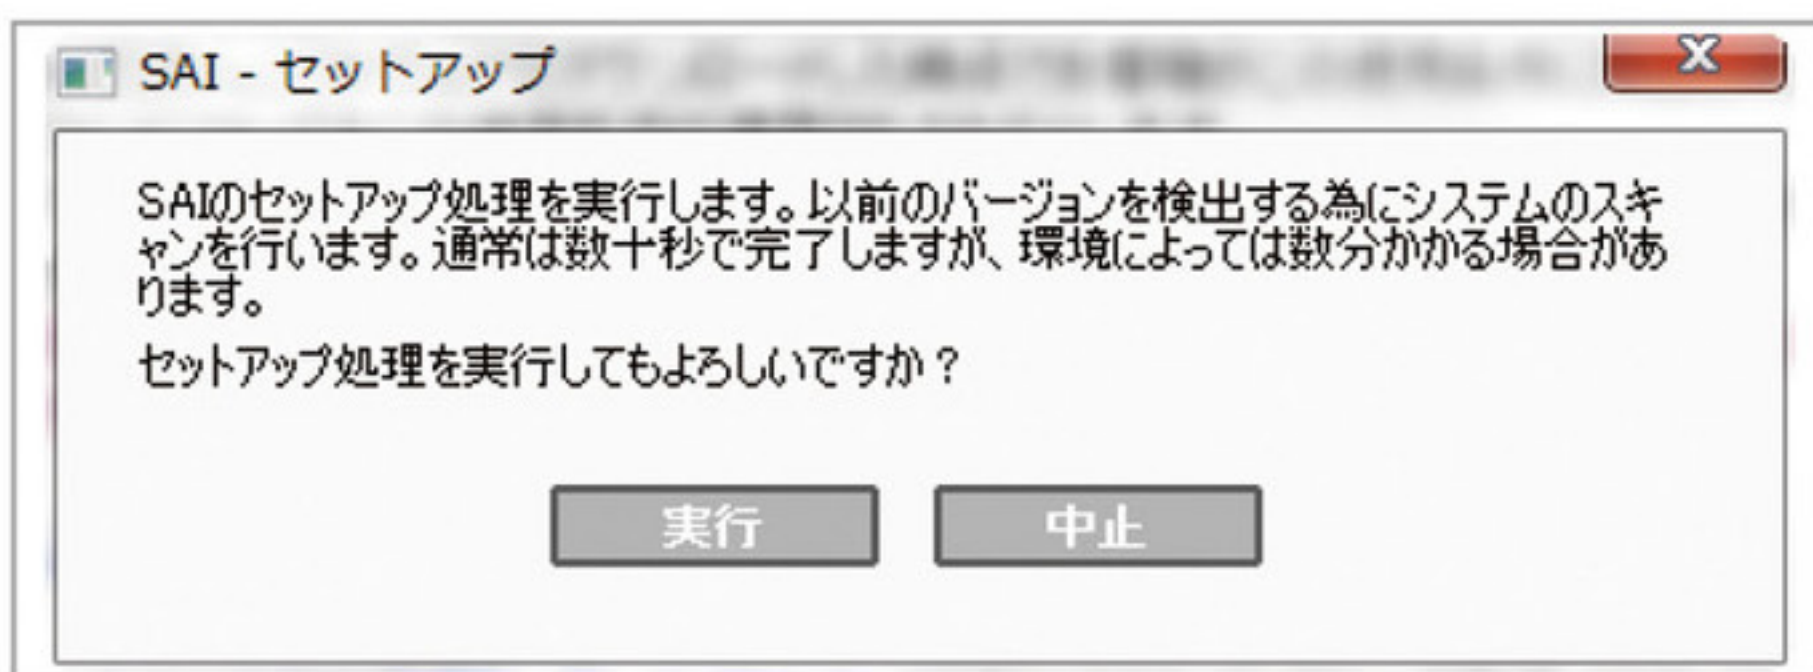 SAI - セットアップ
SAIのセットアップ処理を実行します。以前のバージョンを検出する為にシステムのスキ
ャンを行います。通常は数十秒で完了しますが、環境によっては数分かかる場合があ
ります。
セットアップ処理を実行してもよろしいですか？
実行 中止